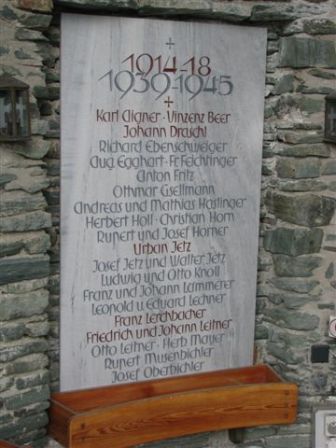 1914-18
1939-1945
Karl Aigner · Vinzenz Beer
Johann Draschl
Richard Ebenschweiger
Aug. Egghart · Fr. Feichtinger
Anton Fritz
Othmar Gsellmann
Andreas und Mathias Haslinger
Herbert Holl · Christian Horn
Rupert und Josef Horner
Urban Jetz
Josef Jetz und Walter Jetz
Ludwig und Otto Knoll
Franz und Johann Lammerer
Leopold u. Eduard Lechner
Franz Lerchbacher
Friedrich und Johann Leitner
Otto Leitner · Herb. Mayer
Rupert Musenbichler
Josef Oberbichler